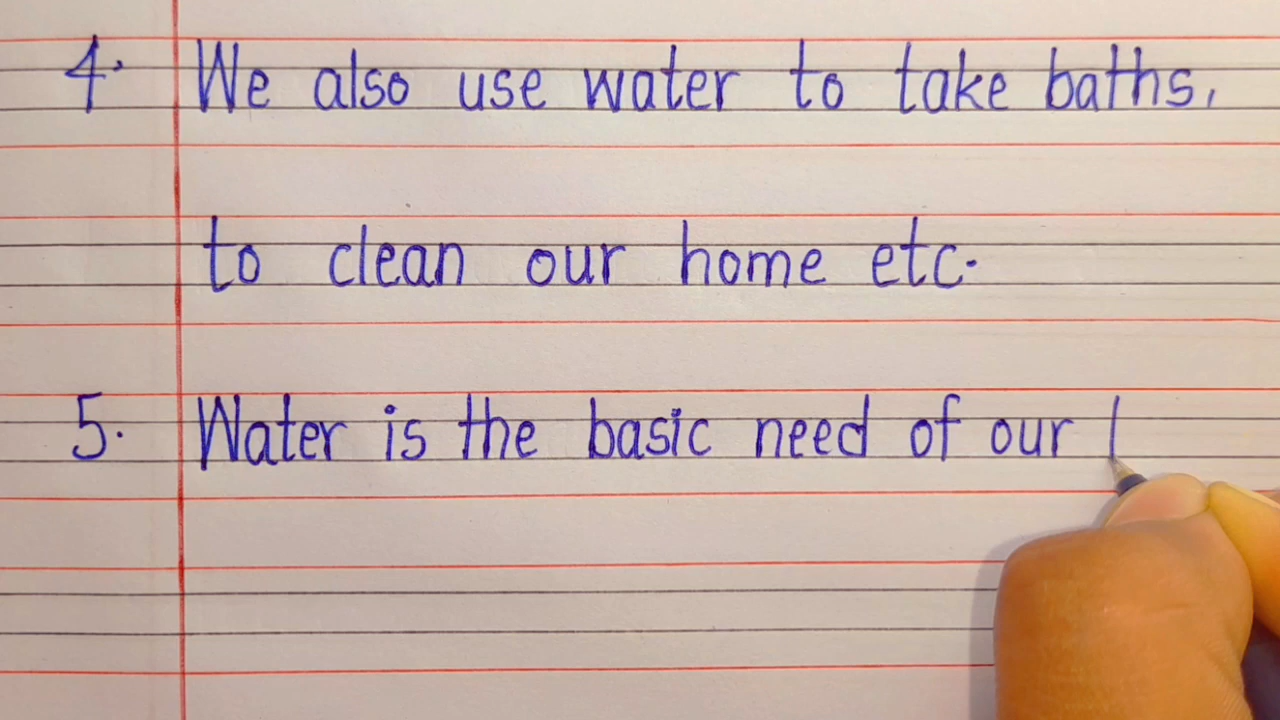 4. We also use water to take baths,
to clean our home etc.
5. Water is the basic need of our l